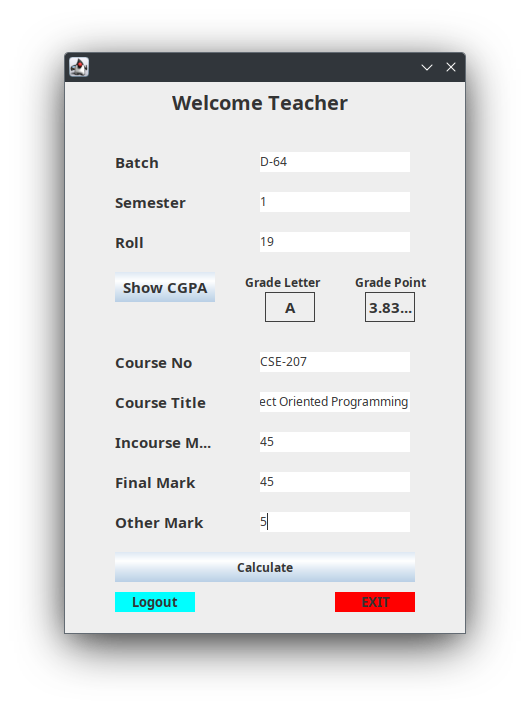 Welcome Teacher
Batch D-64
Semester 1
Roll 19
Show CGPA
Grade Letter Grade Point
A 3.83...
Course No CSE-207
Course Title ect Oriented Programming
Incourse M... 45
Final Mark 45
Other Mark 5
Calculate
Logout EXIT